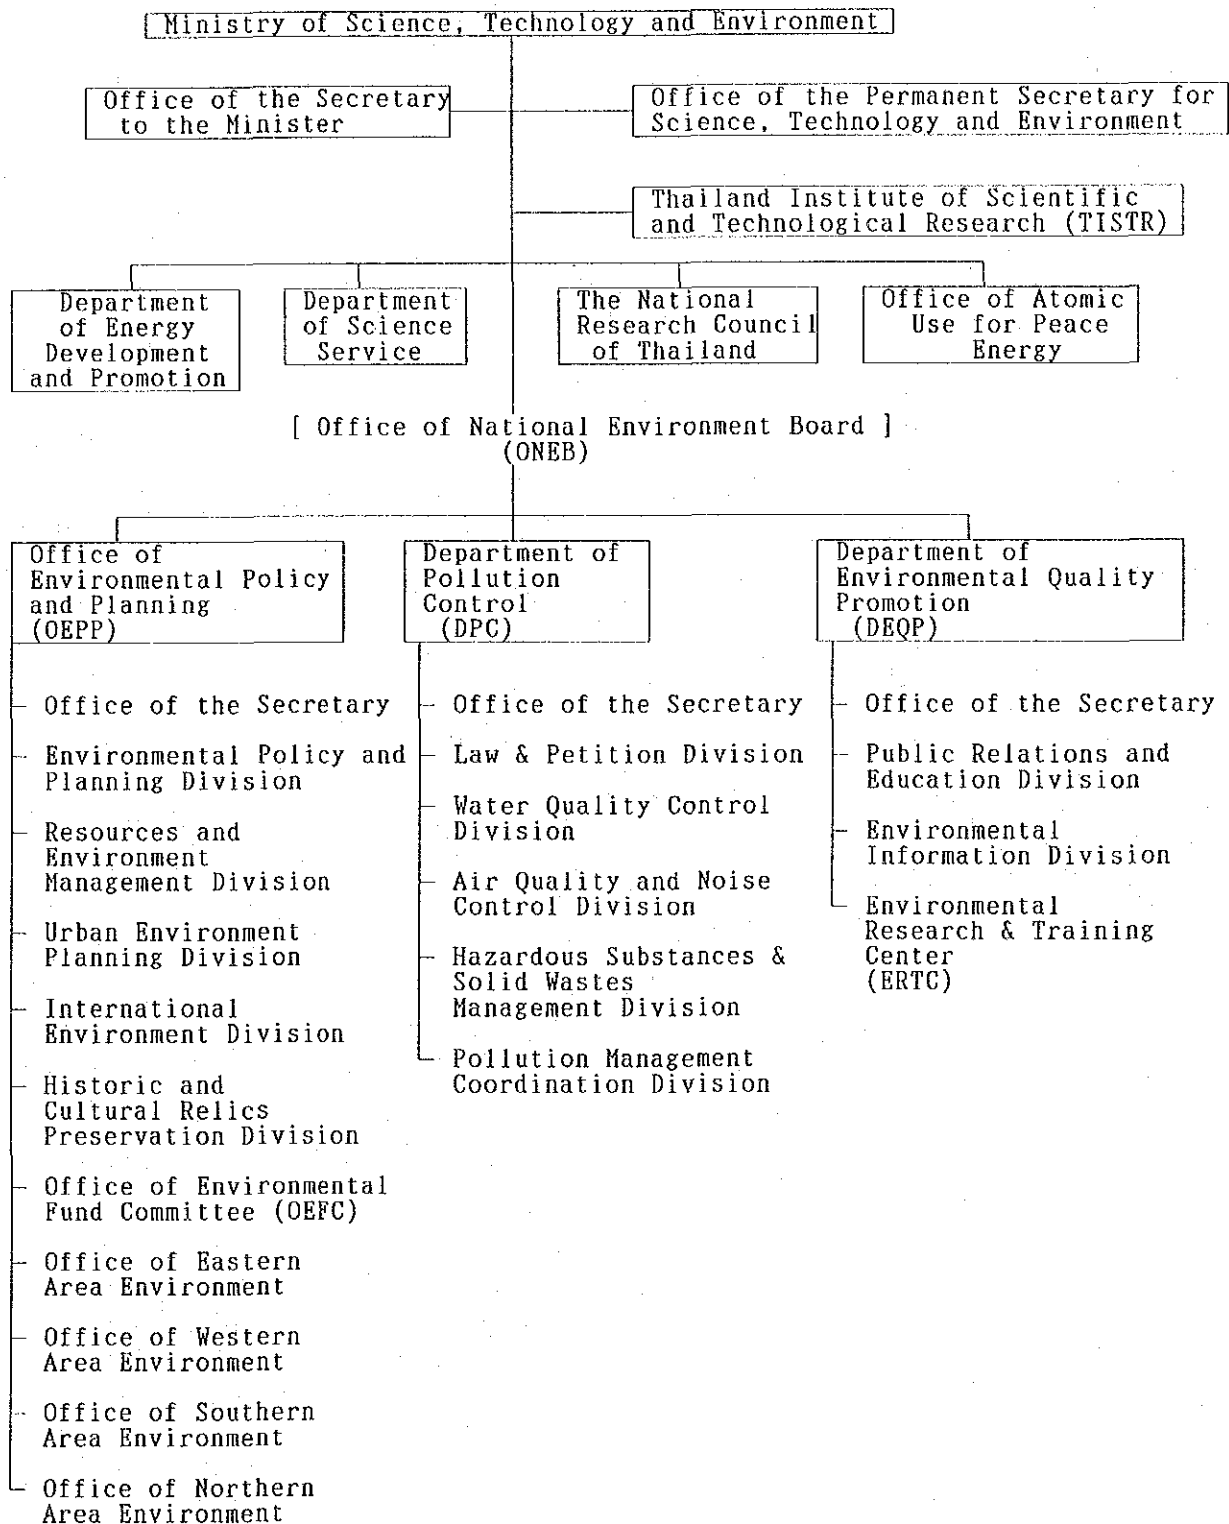 Ministry of Science, Technology and Environment
Office of the Secretary
to the Minister
Office of the Permanent Secretary for
Science, Technology and Environment
Thailand Institute of Scientific
and Technological Research (TISTR)
Department
of Energy
Development
and Promotion
Department
of Science
Service
The National
Research Council
of Thailand
Office of Atomic
Use for Peace
Energy
[ Office of National Environment Board ]
(ONEB)
Office of
Environmental Policy
and Planning
(OEPP)
Office of the Secretary
Environmental Policy and
Planning Division
Resources and
Environment
Management Division
Urban Environment
Planning Division
International
Environment Division
Historic and
Cultural Relics
Preservation Division
Office of Environmental
Fund Committee (OEFC)
Office of Eastern
Area Environment
Office of Western
Area Environment
Office of Southern
Area Environment
Office of Northern
Area Environment
Department of
Pollution
Control
(DPC)
Office of the Secretary
Law & Petition Division
Water Quality Control
Division
Air Quality and Noise
Control Division
Hazardous Substances &
Solid Wastes
Management Division
Pollution Management
Coordination Division
Department of
Environmental Quality
Promotion
(DEQP)
Office of the Secretary
Public Relations and
Education Division
Environmental
Information Division
Environmental
Research & Training
Center
(ERTC)